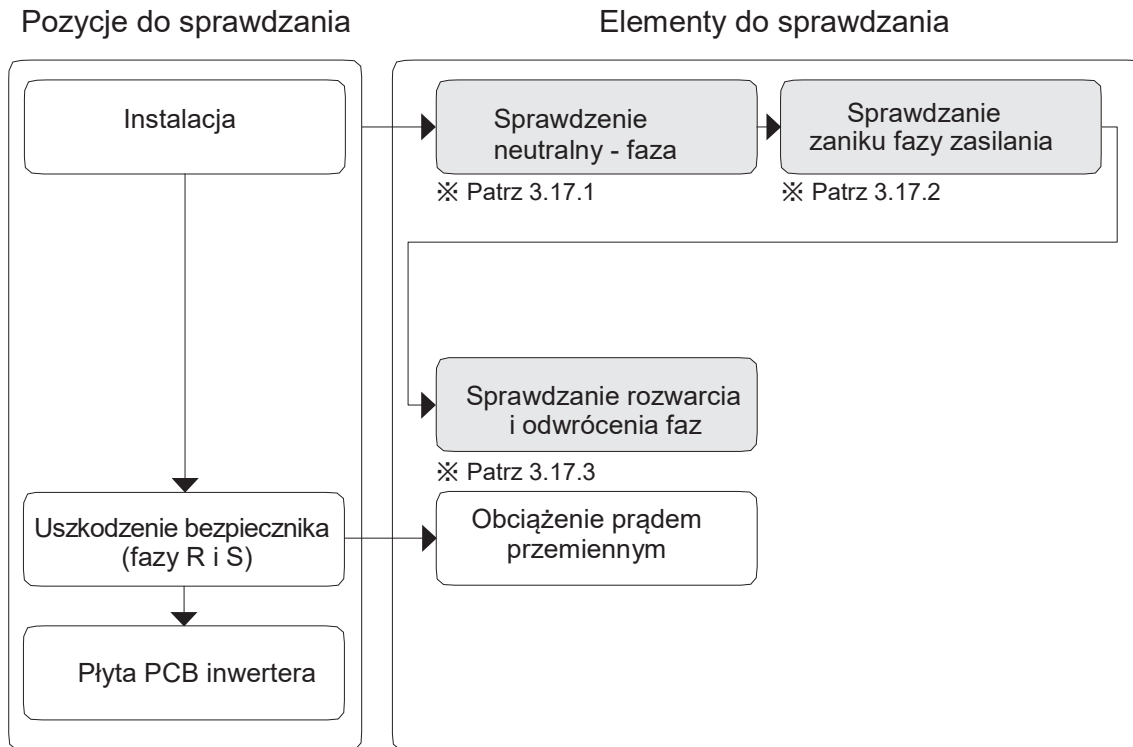 Pozycje do sprawdzania
Elementy do sprawdzania
Instalacja
Sprawdzenie
neutralny - faza
※ Patrz 3.17.1
Sprawdzanie
zaniku fazy zasilania
※ Patrz 3.17.2
Sprawdzanie rozwarcia
i odwrócenia faz
※ Patrz 3.17.3
Uszkodzenie bezpiecznika
(fazy R i S)
Obciążenie prądem
przemiennym
Płyta PCB inwertera